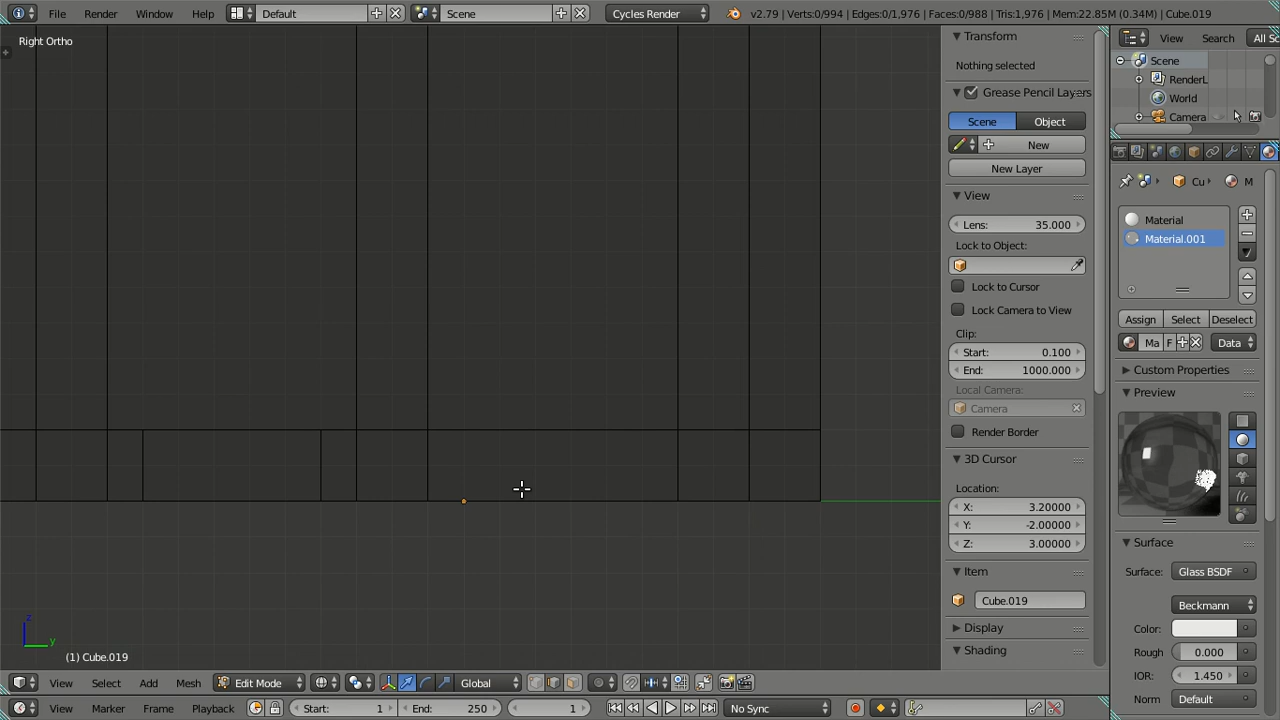 File Render Window Help Default Scene Cycles Render v2.79 | Verts:0/994 | Edges:0/1,976 | Faces:0/988 | Tris:1,976 | Mem:22.85M (0.34M) | Cube.019
Right Ortho
Transform
Nothing selected
Grease Pencil Layers
Scene Object
New
New Layer
View
Lens: 35.000
Lock to Object:
Lock to Cursor
Lock Camera to View
Clip:
Start: 0.100
End: 1000.000
Local Camera:
Camera
Render Border
3D Cursor
Location:
X: 3.20000
Y: -2.00000
Z: 3.00000
Item
Cube.019
Display
Shading
View Search All Sc
Scene
RenderL
World
Camera
Cu M
Material
Material.001
Assign Select Deselect
Ma F Data
Custom Properties
Preview
Surface
Surface: Glass BSDF
Beckmann
Color:
Rough 0.000
IOR: 1.450
Norm Default
z
y
(1) Cube.019
View Select Add Mesh Edit Mode Global
View Marker Frame Playback Start: 1 End: 250 1 No Sync